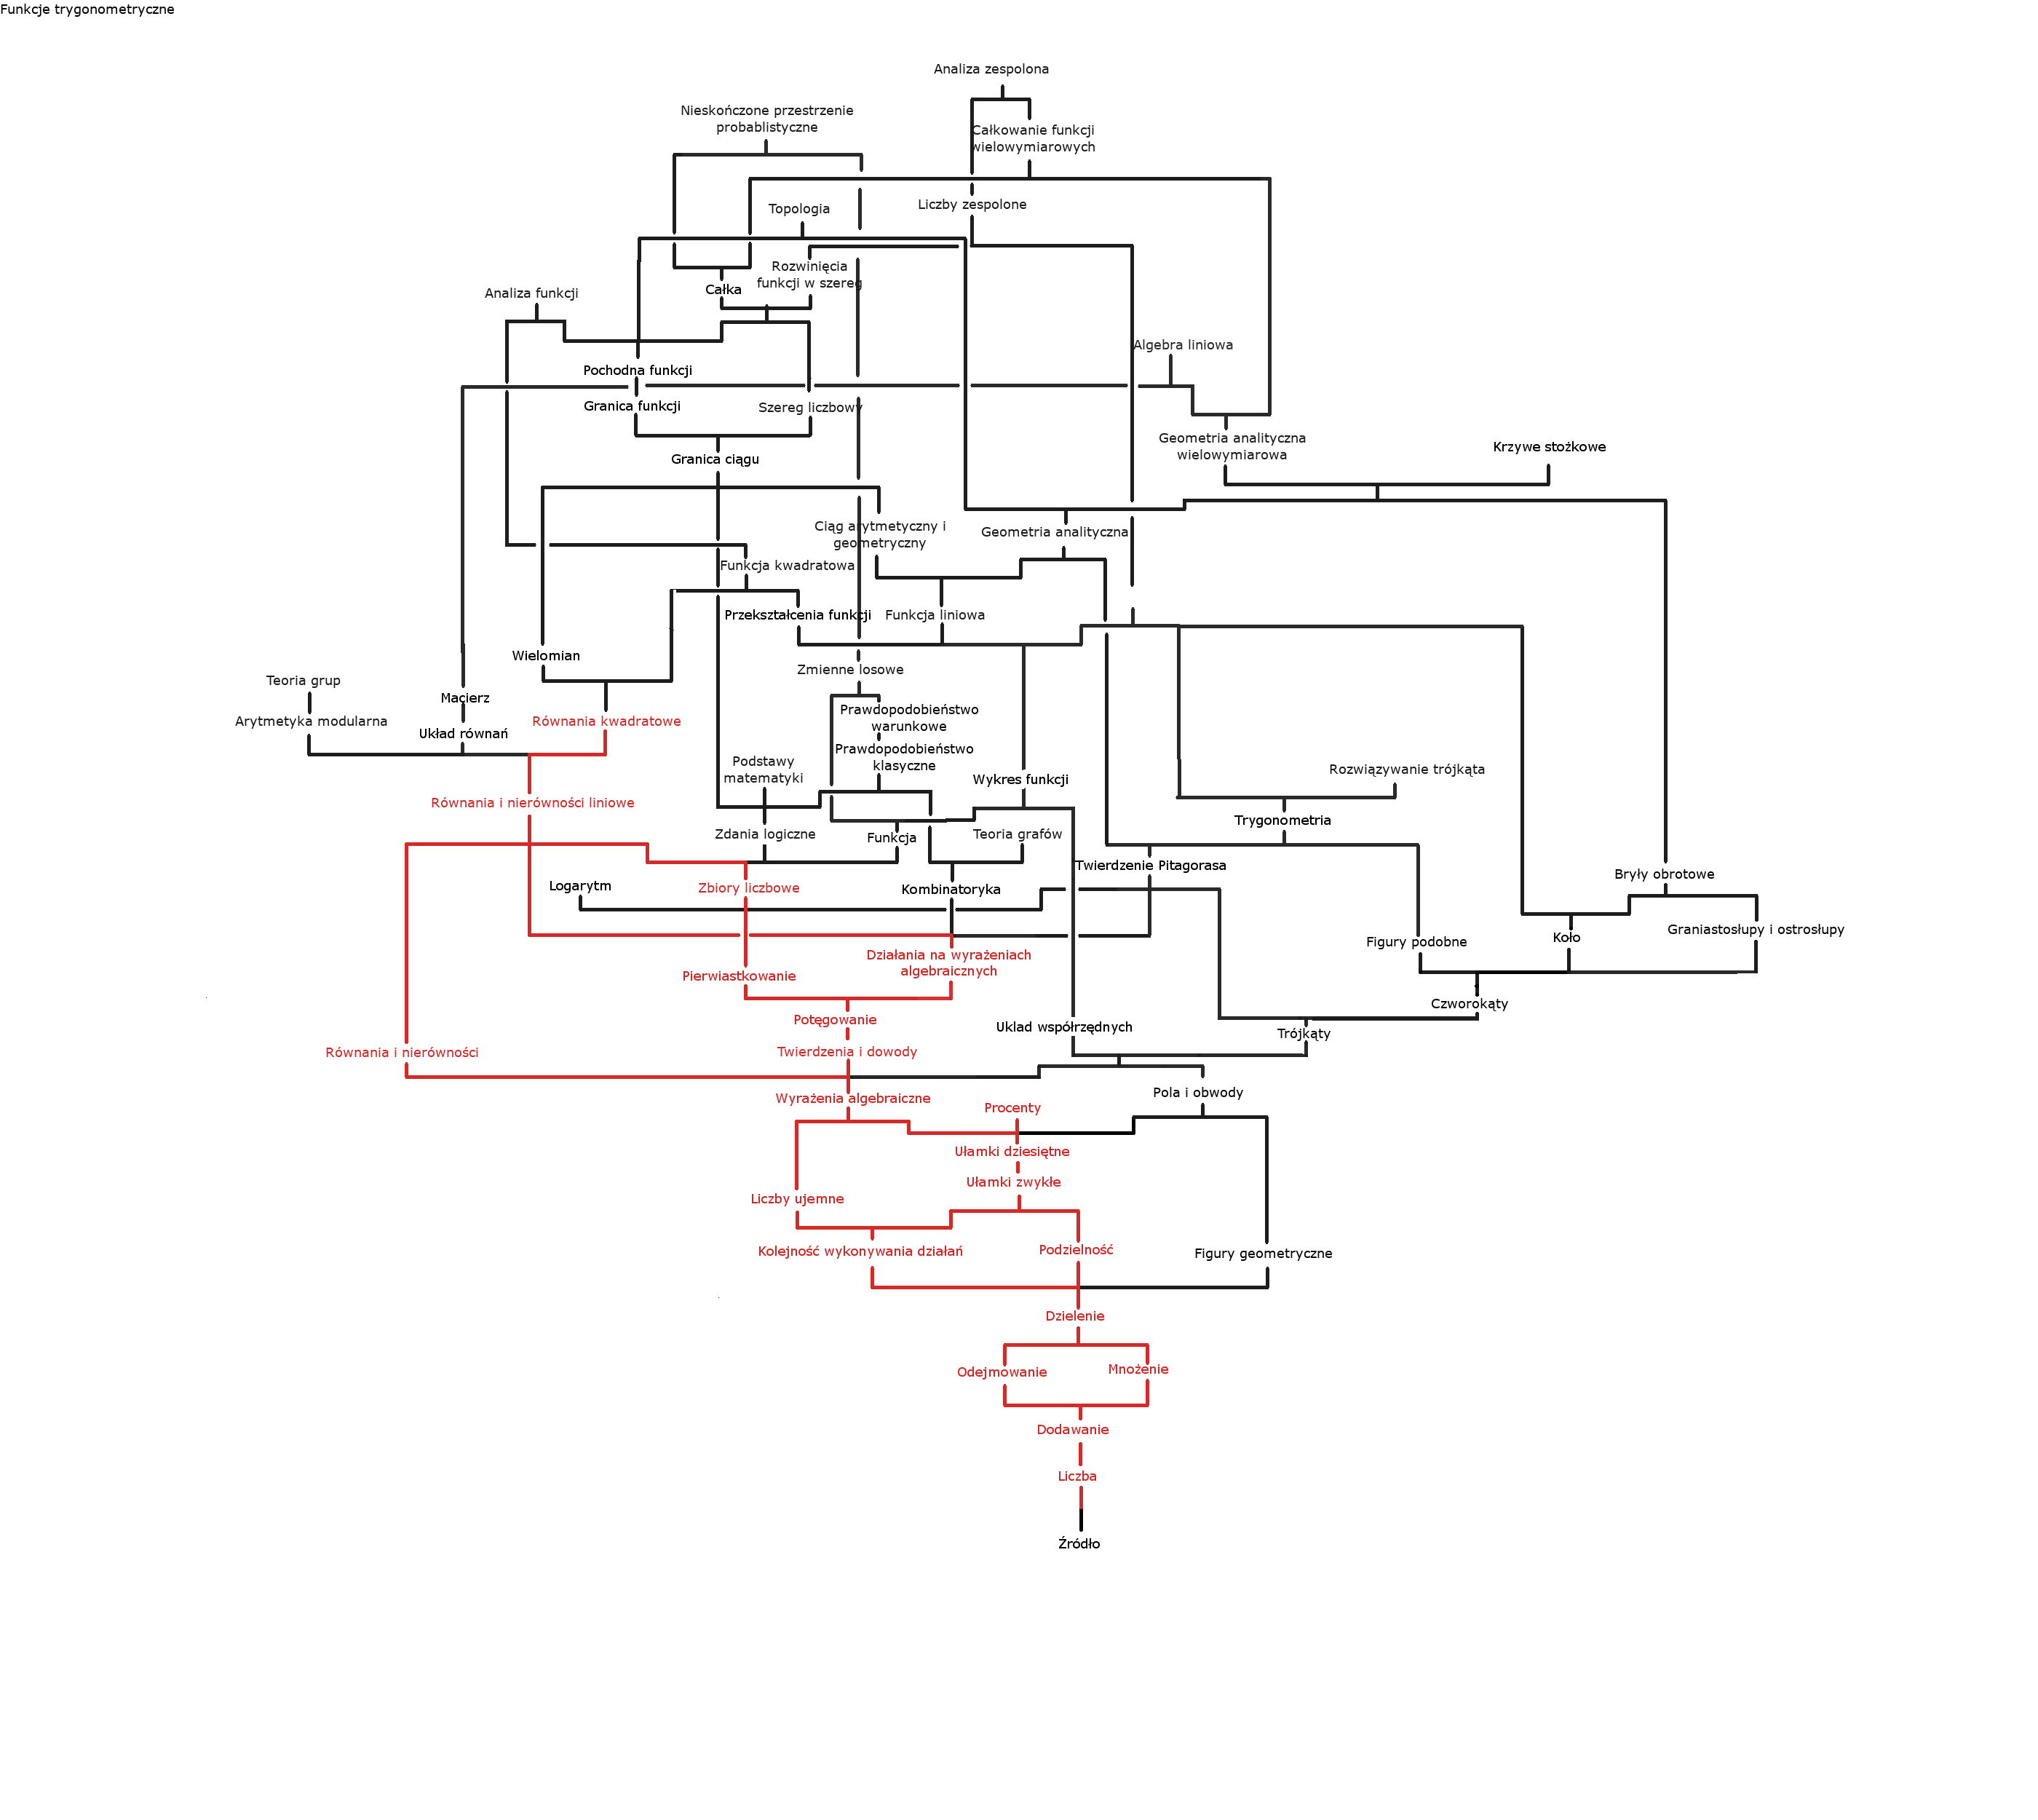 Funkcje trygonometryczne
Analiza zespolona
Nieskończone przestrzenie
probablistyczne
Całkowanie funkcji
wielowymiarowych
Topologia
Liczby zespolone
Rozwinięcia
funkcji w szereg
Całka
Analiza funkcji
Algebra liniowa
Pochodna funkcji
Granica funkcji
Szereg liczbowy
Geometria analityczna
wielowymiarowa
Krzywe stożkowe
Granica ciągu
Ciąg arytmetyczny i
geometryczny
Geometria analityczna
Funkcja kwadratowa
Przekształcenia funkcji
Funkcja liniowa
Wielomian
Zmienne losowe
Teoria grup
Macierz
Prawdopodobieństwo
warunkowe
Arytmetyka modularna
Równania kwadratowe
Układ równań
Prawdopodobieństwo
klasyczne
Podstawy
matematyki
Wykres funkcji
Rozwiązywanie trójkąta
Równania i nierówności liniowe
Trygonometria
Zdania logiczne
Funkcja
Teoria grafów
Twierdzenie Pitagorasa
Bryły obrotowe
Logarytm
Zbiory liczbowe
Kombinatoryka
Graniastosłupy i ostrosłupy
Figury podobne
Koło
Działania na wyrażeniach
algebraicznych
Pierwiastkowanie
Czworokąty
Potęgowanie
Uklad współrzędnych
Trójkąty
Równania i nierówności
Twierdzenia i dowody
Pola i obwody
Wyrażenia algebraiczne
Procenty
Ułamki dziesiętne
Ułamki zwykłe
Liczby ujemne
Kolejność wykonywania działań
Podzielność
Figury geometryczne
Dzielenie
Odejmowanie
Mnożenie
Dodawanie
Liczba
Źródło